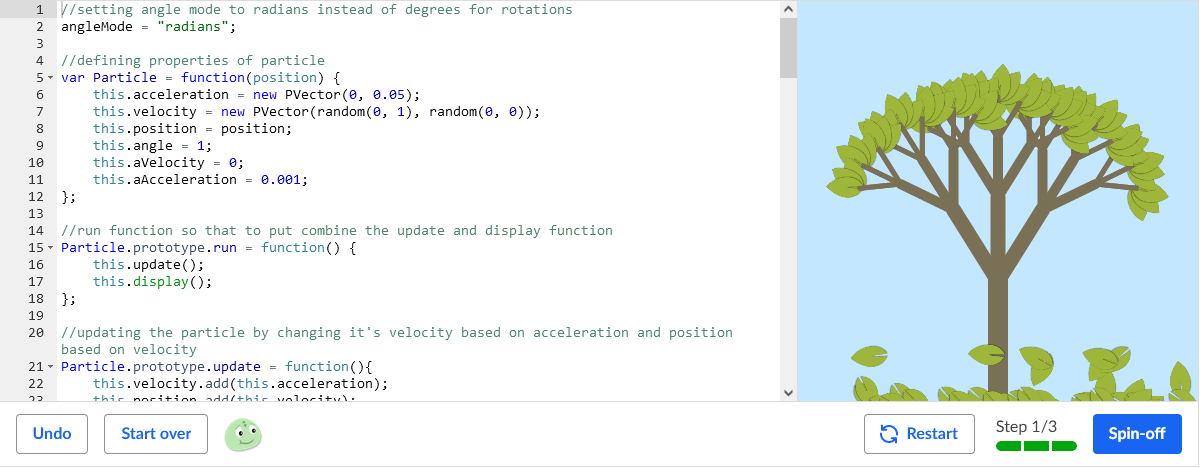 1 //setting angle mode to radians instead of degrees for rotations
2 angleMode = "radians";
3
4 //defining properties of particle
5 var Particle = function(position) {
6 this.acceleration = new PVector(0, 0.05);
7 this.velocity = new PVector(random(0, 1), random(0, 0));
8 this.position = position;
9 this.angle = 1;
10 this.aVelocity = 0;
11 this.aAcceleration = 0.001;
12 };
13
14 //run function so that to put combine the update and display function
15 Particle.prototype.run = function() {
16 this.update();
17 this.display();
18 };
19
20 //updating the particle by changing it's velocity based on acceleration and position
based on velocity
21 Particle.prototype.update = function(){
22 this.velocity.add(this.acceleration);
23 this.position.add(this.velocity);
Undo
Start over
Restart
Step 1/3
Spin-off